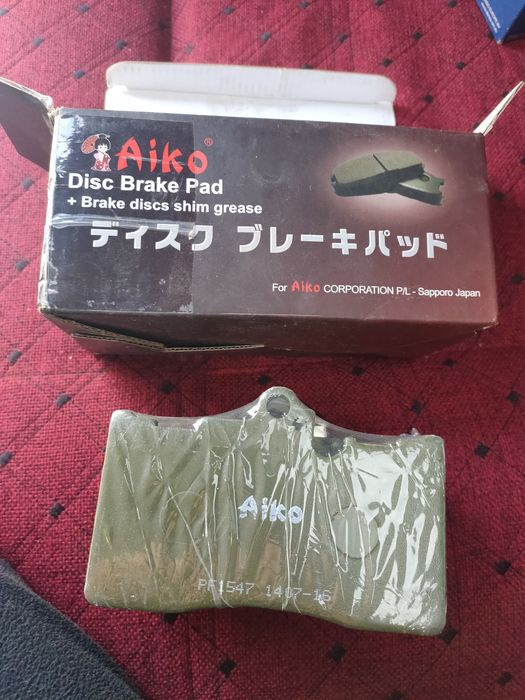 Aiko®
Disc Brake Pad
+ Brake discs shim grease
ディスク ブレーキパッド
For Aiko CORPORATION P/L - Sapporo Japan
Aiko
PF1547 1407-16